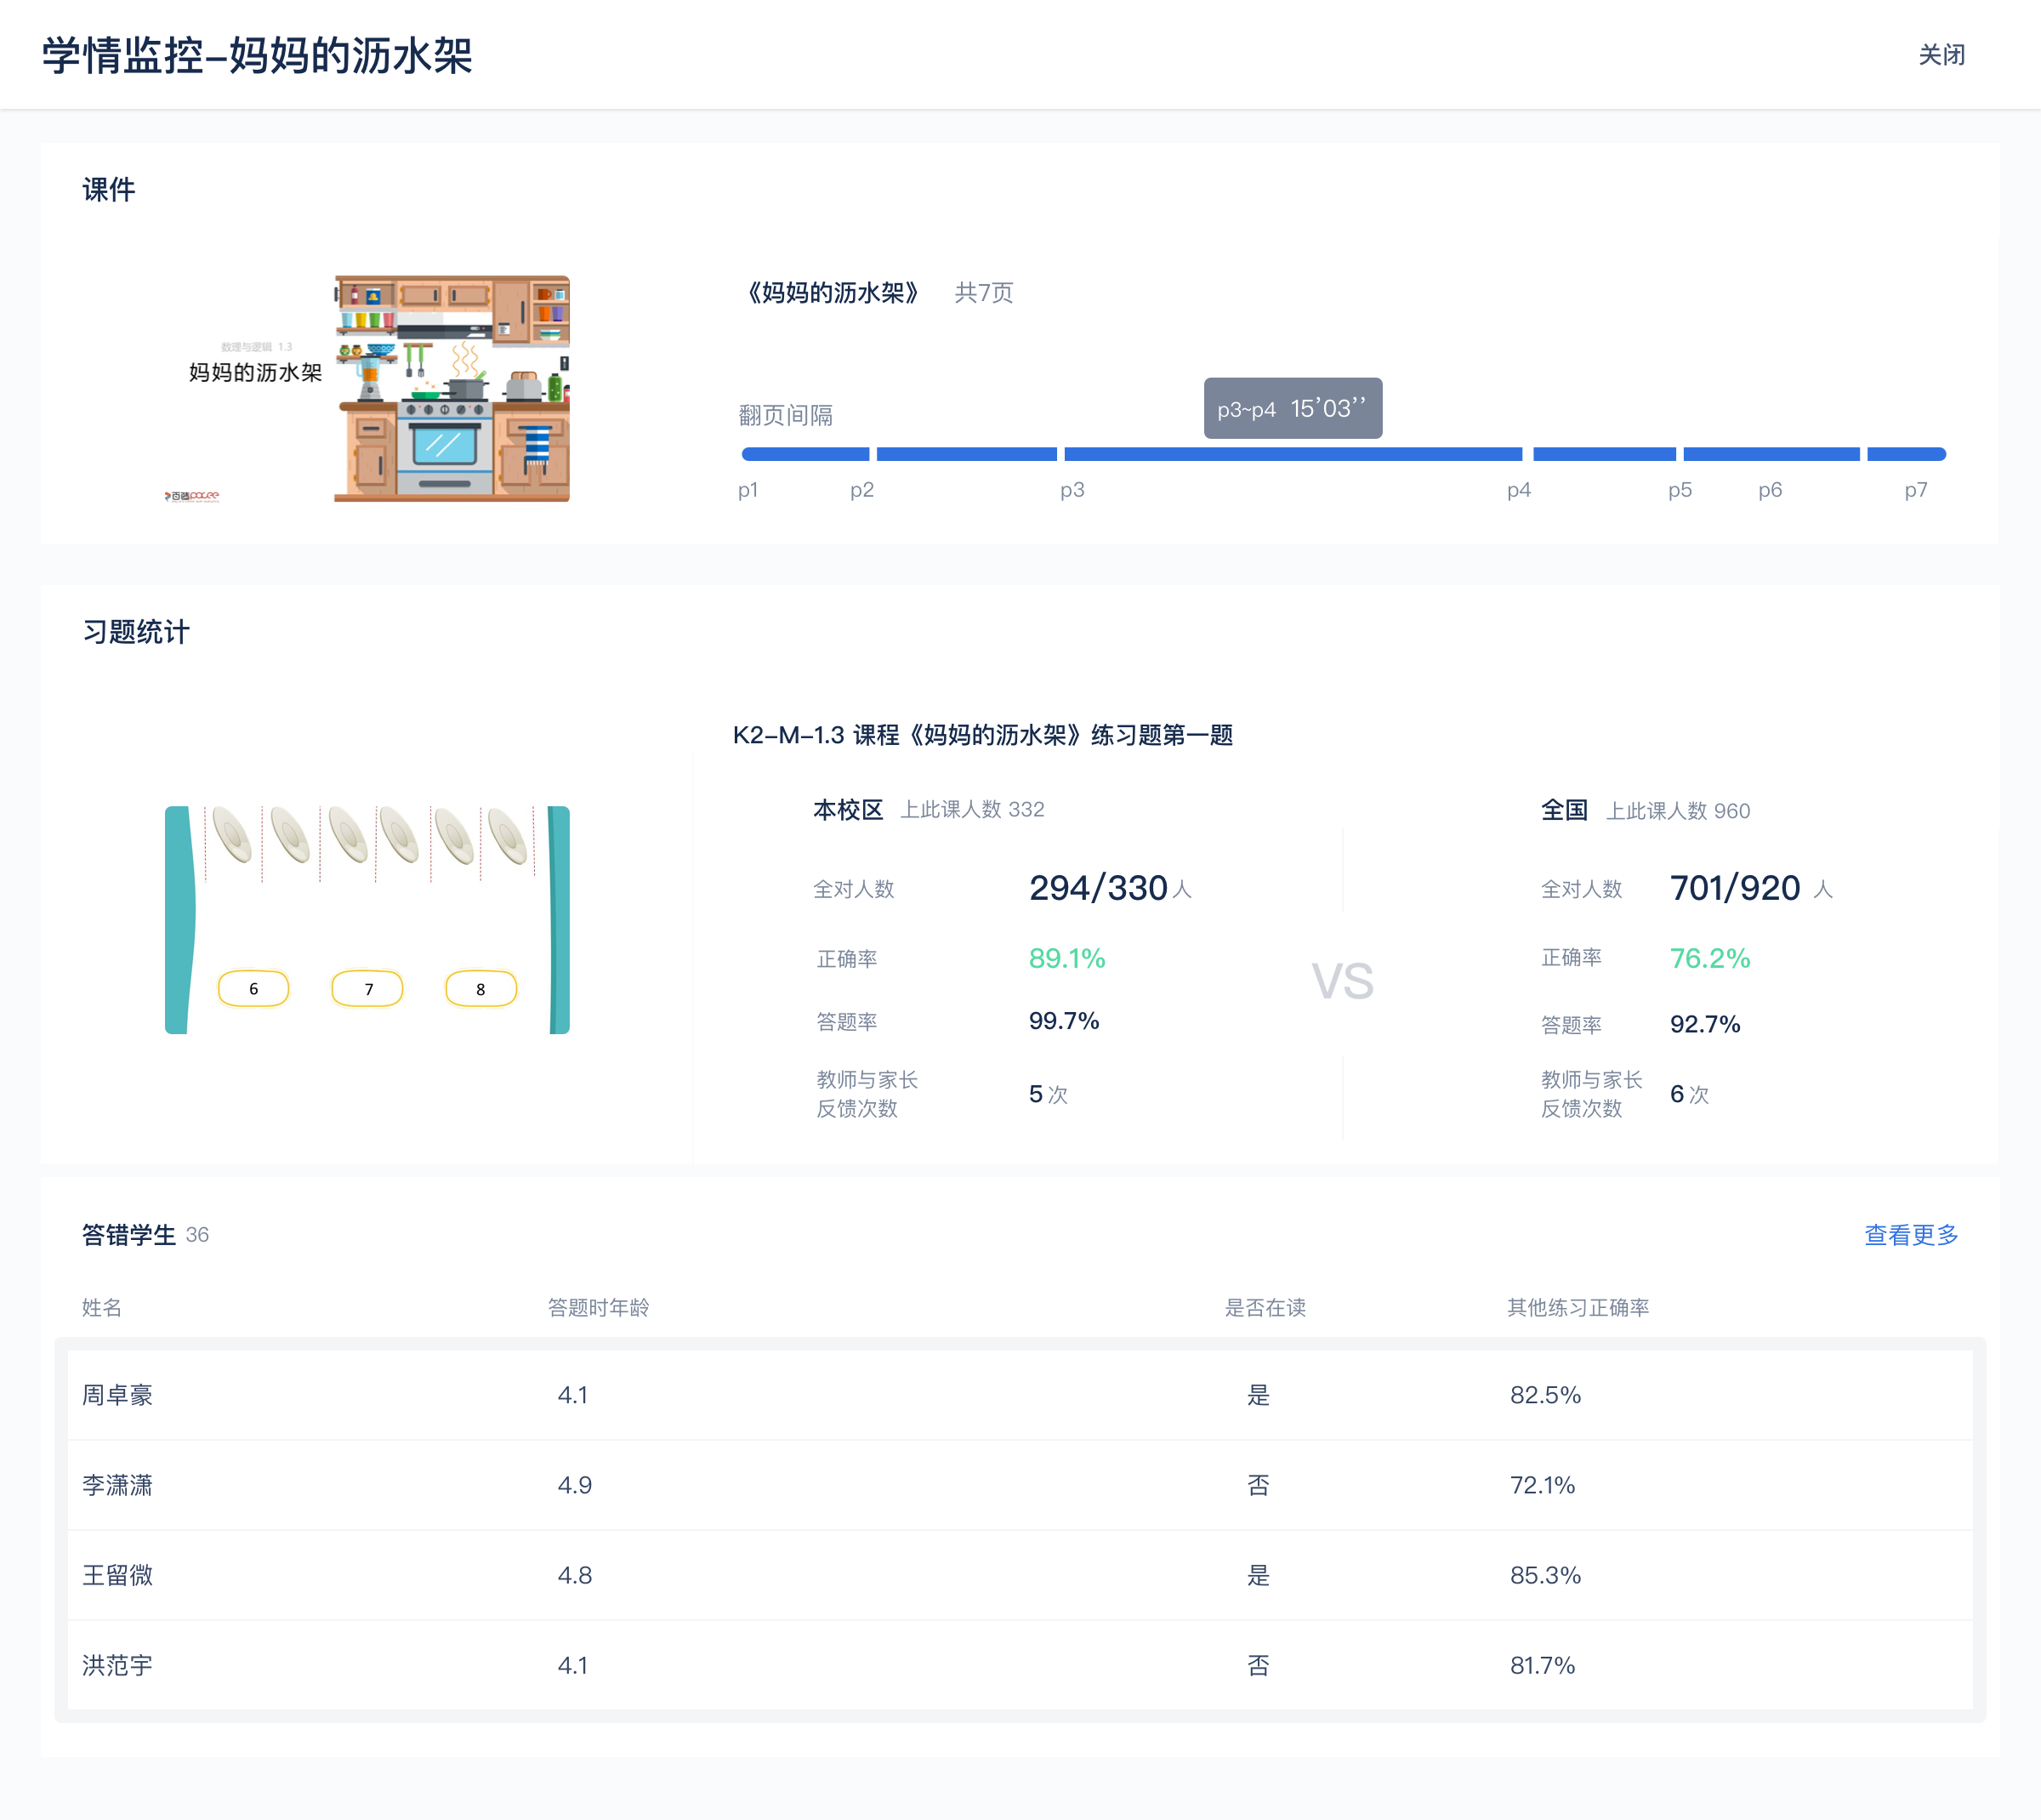 学情监控-妈妈的沥水架
关闭
课件
数理与逻辑 1.3
妈妈的沥水架
《妈妈的沥水架》 共7页
翻页间隔
p3~p4 15’03’’
p1 p2 p3 p4 p5 p6 p7
习题统计
K2-M-1.3 课程《妈妈的沥水架》练习题第一题
6 7 8
本校区 上此课人数 332
全对人数 294/330 人
正确率 89.1%
答题率 99.7%
教师与家长
反馈次数
5 次
VS
全国 上此课人数 960
全对人数 701/920 人
正确率 76.2%
答题率 92.7%
教师与家长
反馈次数
6 次
答错学生 36
查看更多
姓名 答题时年龄 是否在读 其他练习正确率
周卓豪 4.1 是 82.5%
李潇潇 4.9 否 72.1%
王留微 4.8 是 85.3%
洪范宇 4.1 否 81.7%